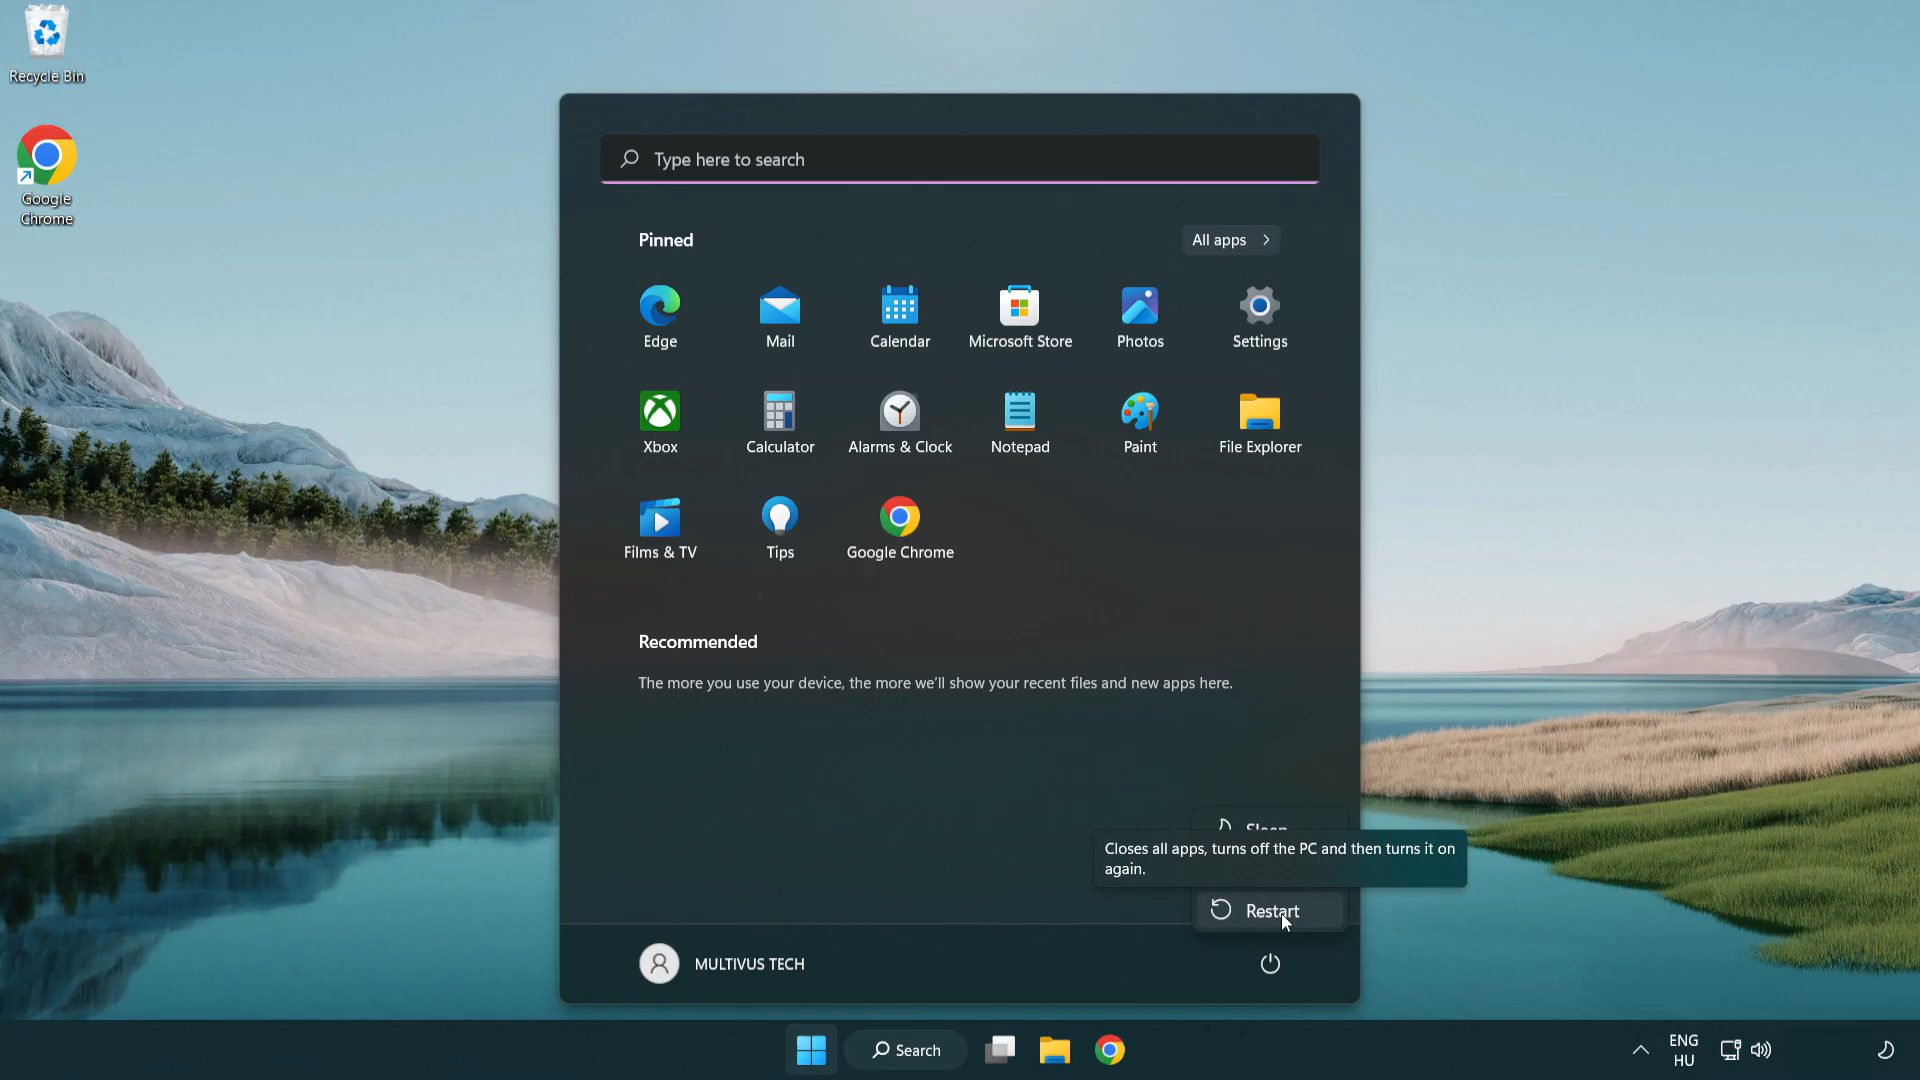 Recycle Bin
Google
Chrome
Type here to search
Pinned
All apps
Edge
Mail
Calendar
Microsoft Store
Photos
Settings
Xbox
Calculator
Alarms & Clock
Notepad
Paint
File Explorer
Films & TV
Tips
Google Chrome
Recommended
The more you use your device, the more we'll show your recent files and new apps here.
Sleep
Closes all apps, turns off the PC and then turns it on
again.
Restart
MULTIVUS TECH
Search
ENG
HU